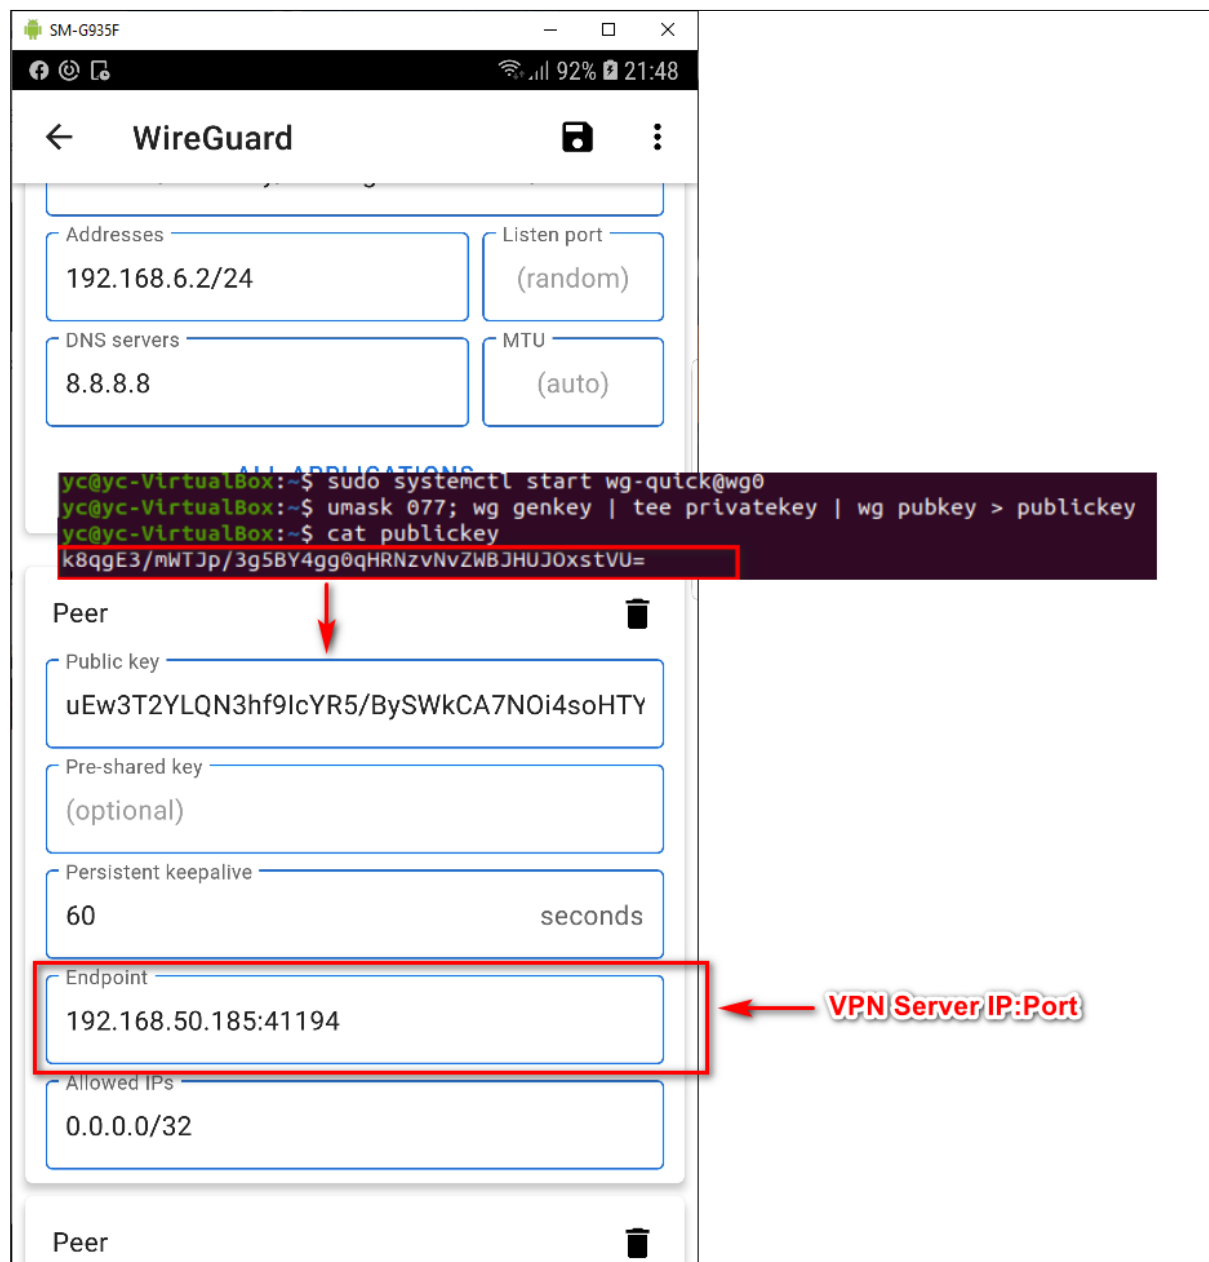 SM-G935F
92% 21:48
WireGuard
Addresses
Listen port
192.168.6.2/24
(random)
DNS servers
MTU
8.8.8.8
(auto)
ALL APPLICATIONS
yc@yc-VirtualBox:~$ sudo systemctl start wg-quick@wg0
yc@yc-VirtualBox:~$ umask 077; wg genkey | tee privatekey | wg pubkey > publickey
yc@yc-VirtualBox:~$ cat publickey
k8qgE3/mWTJp/3g5BY4gg0qHRNzvNvZWBJHUJOxstVU=
Peer
Public key
uEw3T2YLQN3hf9IcYR5/BySWkCA7NOi4soHTY
Pre-shared key
(optional)
Persistent keepalive
60 seconds
Endpoint
192.168.50.185:41194
VPN Server IP:Port
Allowed IPs
0.0.0.0/32
Peer